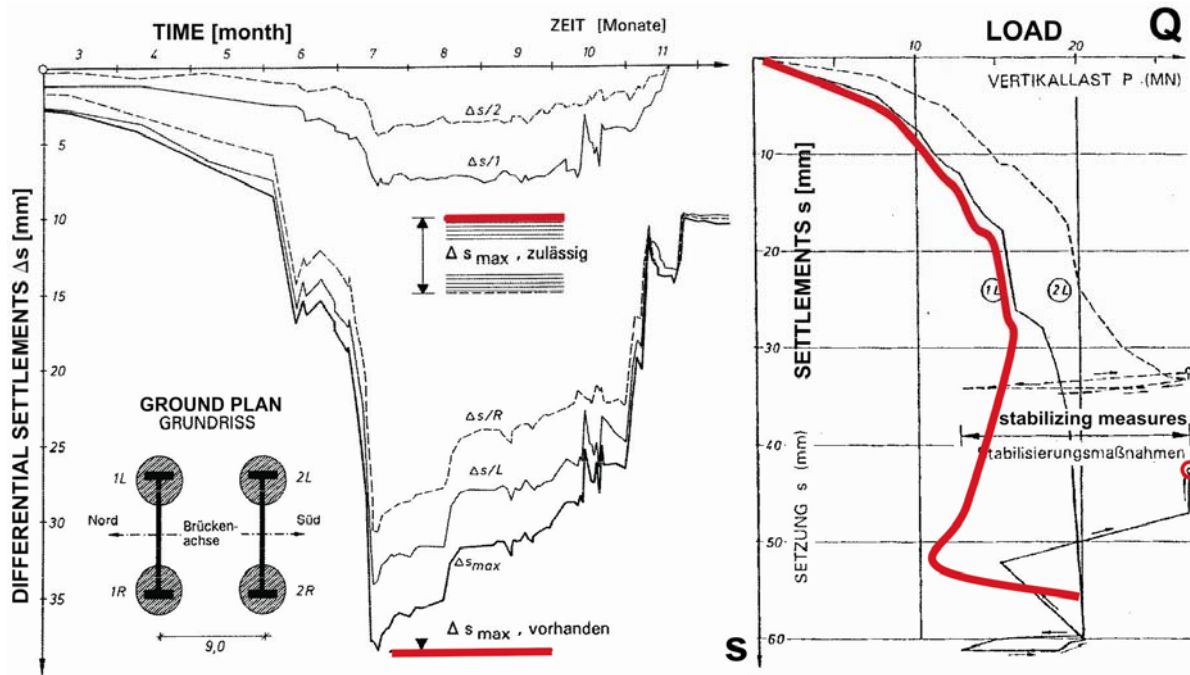 TIME [month]
ZEIT [Monate]
3 4 5 6 7 8 9 10 11
DIFFERENTIAL SETTLEMENTS Δs [mm]
5
10
15
20
25
30
35
Δs/2
Δs/1
Δ s max , zulässig
Δs/R
Δs/L
Δs max
Δ s max , vorhanden
GROUND PLAN
GRUNDRISS
1L 2L
Nord Brücken- Süd
achse
1R 2R
9,0
LOAD Q
10 20
VERTIKALLAST P (MN)
SETTLEMENTS s [mm]
SETZUNG s (mm)
10
20
30
40
50
60
1L 2L
stabilizing measures
Stabilisierungsmaßnahmen
s